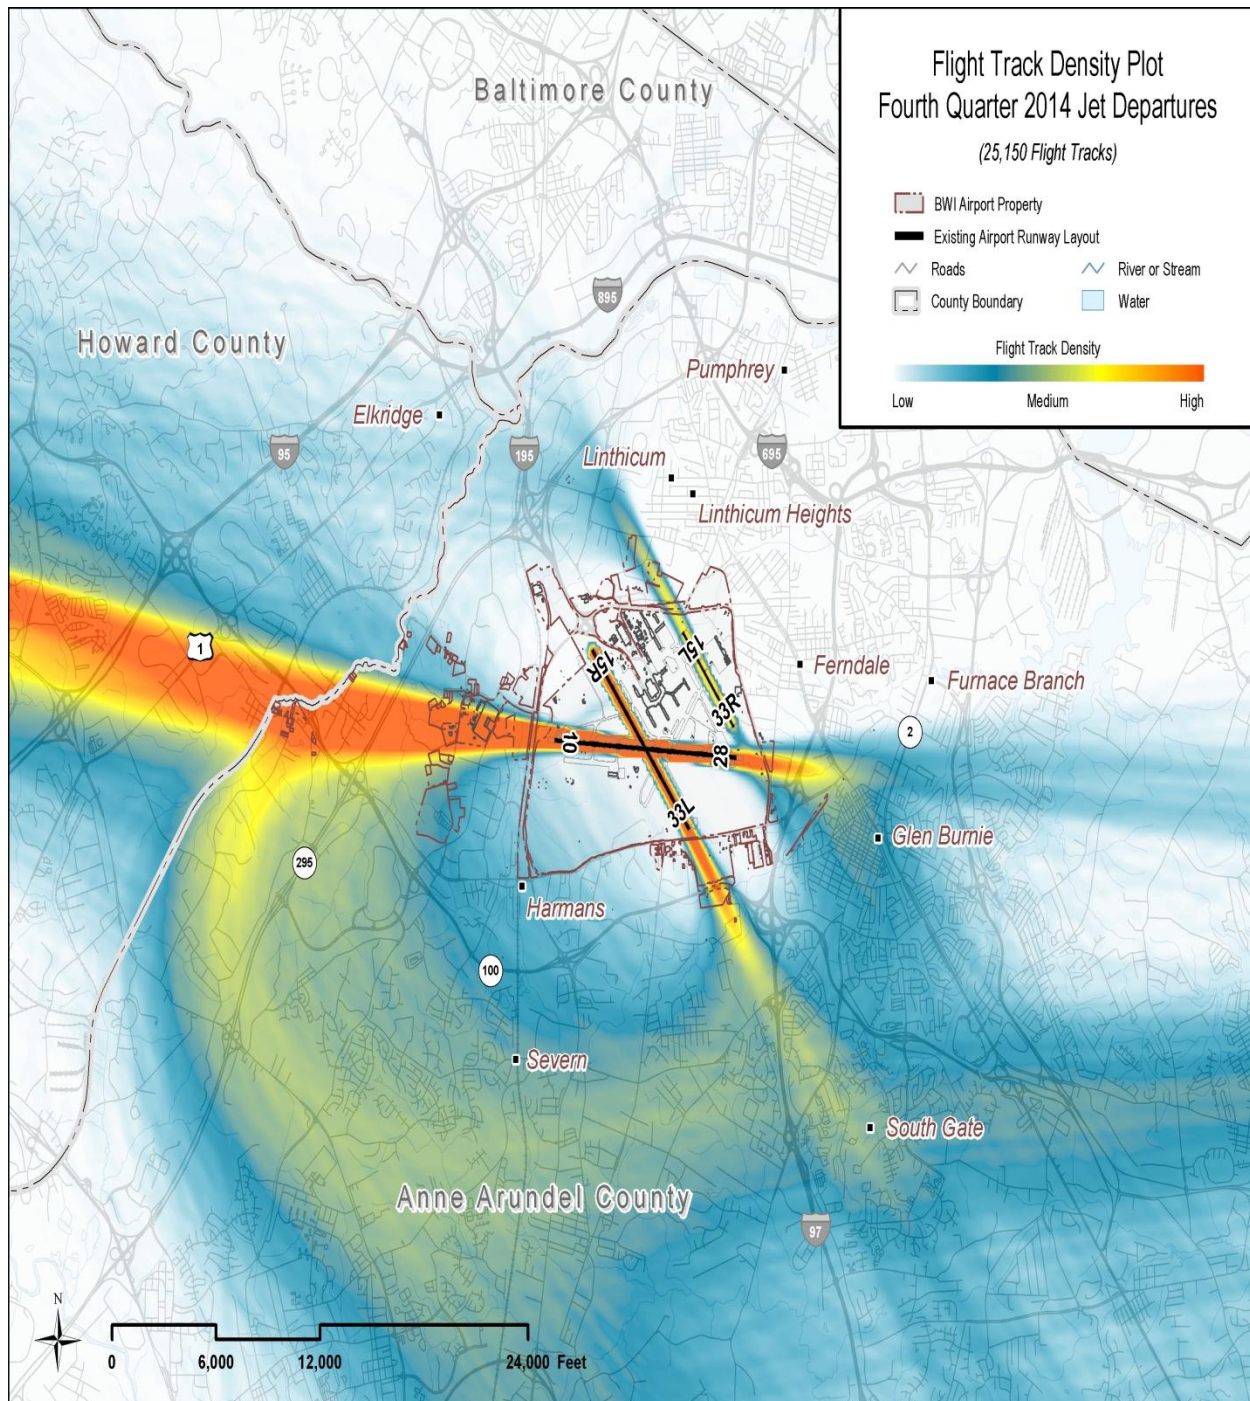 Flight Track Density Plot
Fourth Quarter 2014 Jet Departures
(25,150 Flight Tracks)
BWI Airport Property
Existing Airport Runway Layout
Roads
River or Stream
County Boundary
Water
Flight Track Density
Low
Medium
High
Baltimore County
895
Howard County
Pumphrey
Elkridge
95
195
695
Linthicum
Linthicum Heights
1
15R
15L
Ferndale
Furnace Branch
33R
2
10
28
33L
Glen Burnie
295
Harmans
100
Severn
South Gate
Anne Arundel County
97
N
0
6,000
12,000
24,000 Feet